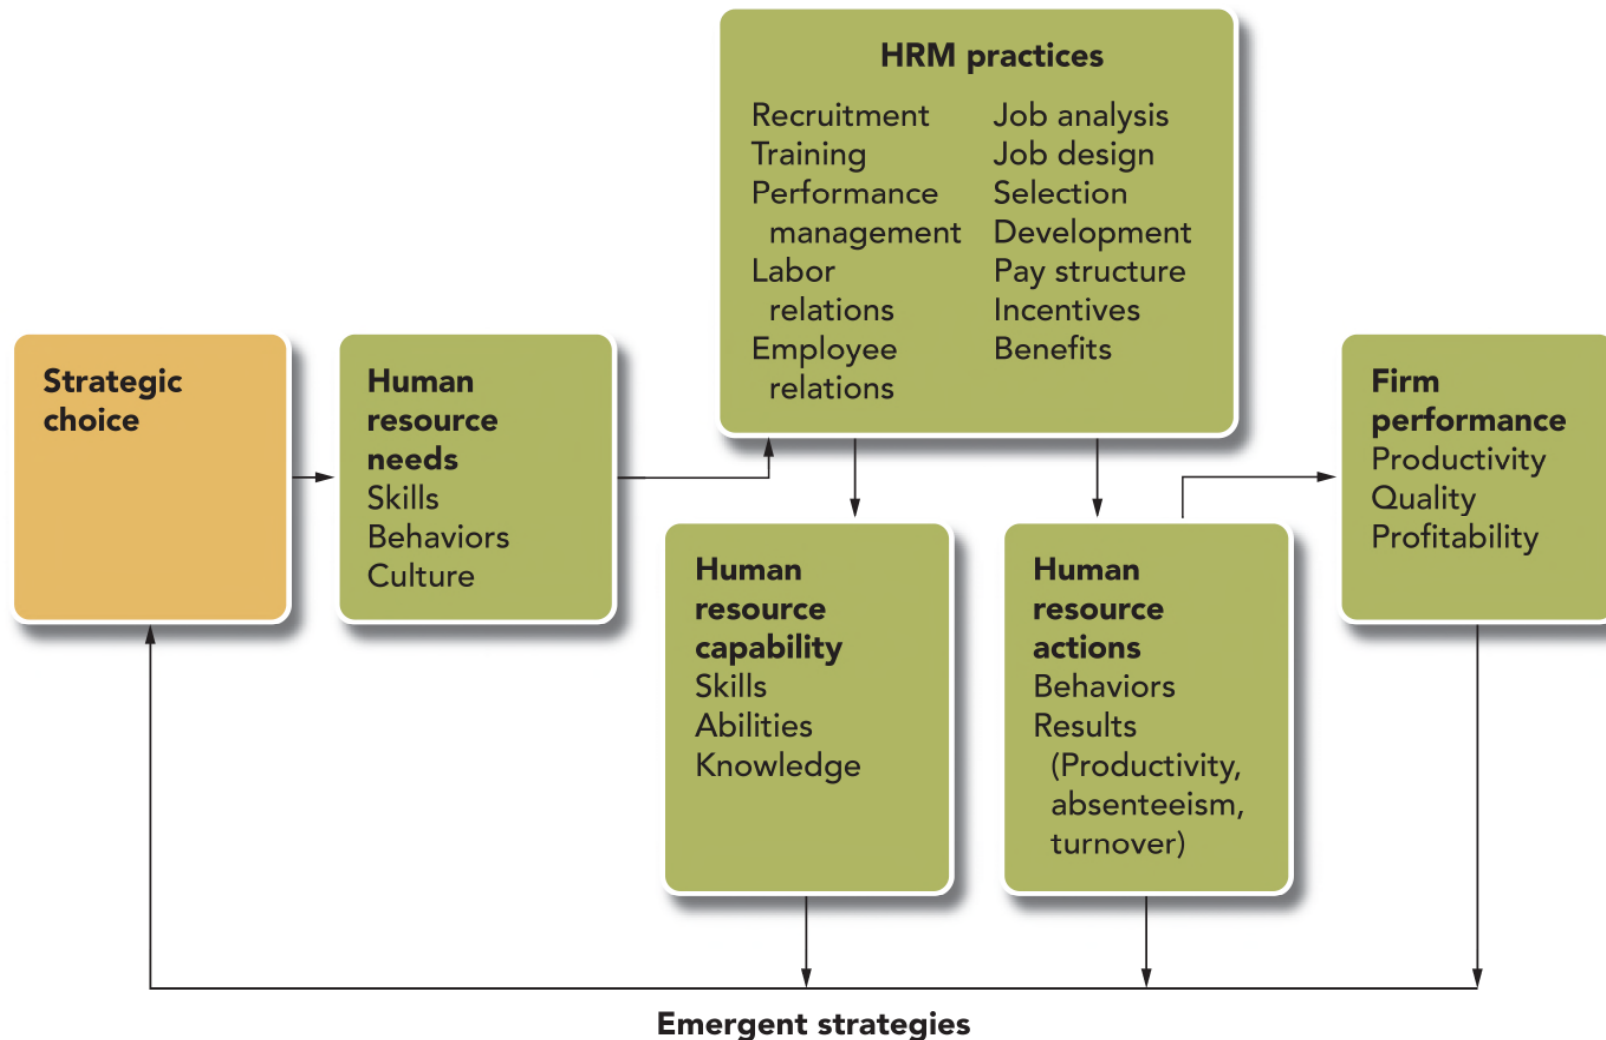 HRM practices
Recruitment
Training
Performance
management
Labor
relations
Employee
relations
Job analysis
Job design
Selection
Development
Pay structure
Incentives
Benefits
Strategic
choice
Human
resource
needs
Skills
Behaviors
Culture
Firm
performance
Productivity
Quality
Profitability
Human
resource
capability
Skills
Abilities
Knowledge
Human
resource
actions
Behaviors
Results
(Productivity,
absenteeism,
turnover)
Emergent strategies